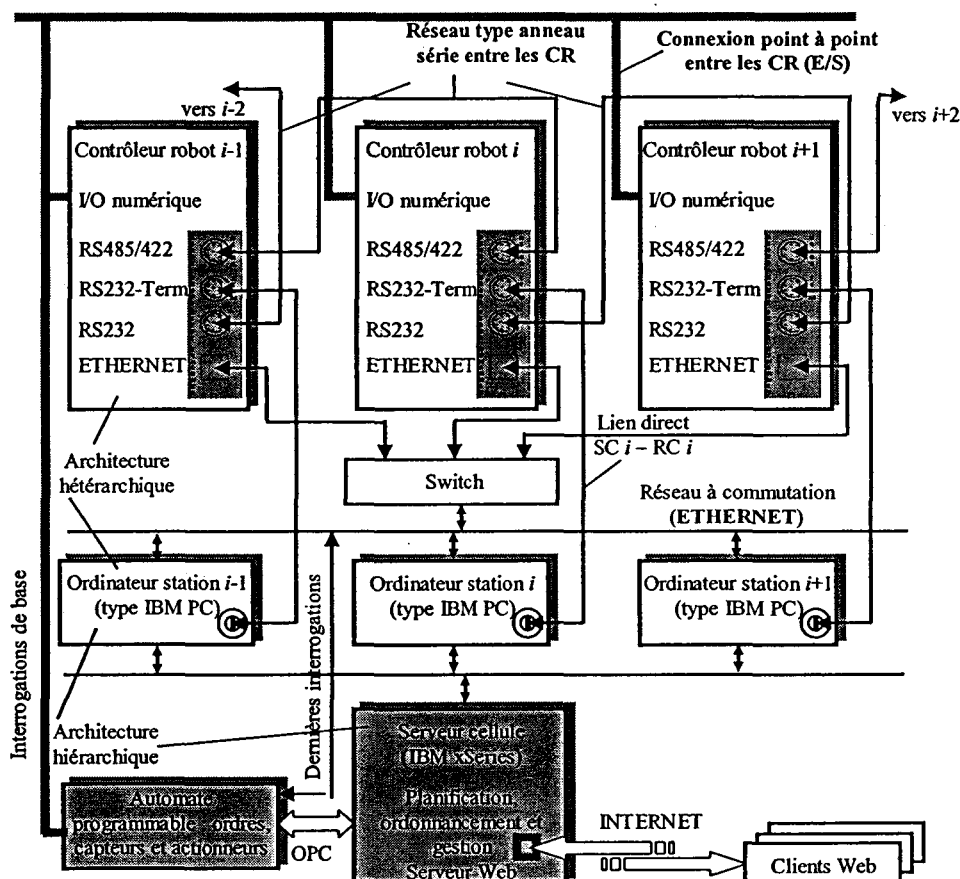 Réseau type anneau
série entre les CR
Connexion point à point
entre les CR (E/S)
vers i-2
vers i+2
Contrôleur robot i-1
I/O numérique
RS485/422
RS232-Term
RS232
ETHERNET
Contrôleur robot i
I/O numérique
RS485/422
RS232-Term
RS232
ETHERNET
Contrôleur robot i+1
I/O numérique
RS485/422
RS232-Term
RS232
ETHERNET
Lien direct
SC i – RC i
Architecture
hétérarchique
Switch
Réseau à commutation
(ETHERNET)
Ordinateur station i-1
(type IBM PC)
Ordinateur station i
(type IBM PC)
Ordinateur station i+1
(type IBM PC)
Interrogations de base
Dernières interrogations
Architecture
hiérarchique
Serveur cellule
(IBM xSeries)
Planification,
ordonnancement et
gestion
Serveur Web
Automate
programmable ordres,
capteurs et actionneurs
OPC
INTERNET
Clients Web